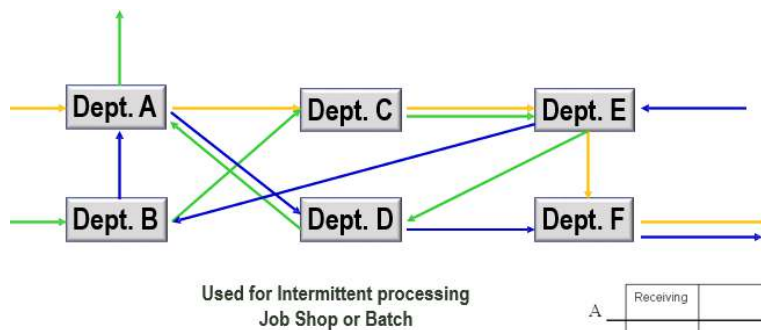 Dept. A
Dept. C
Dept. E
Dept. B
Dept. D
Dept. F
Used for Intermittent processing
Job Shop or Batch
Receiving
A